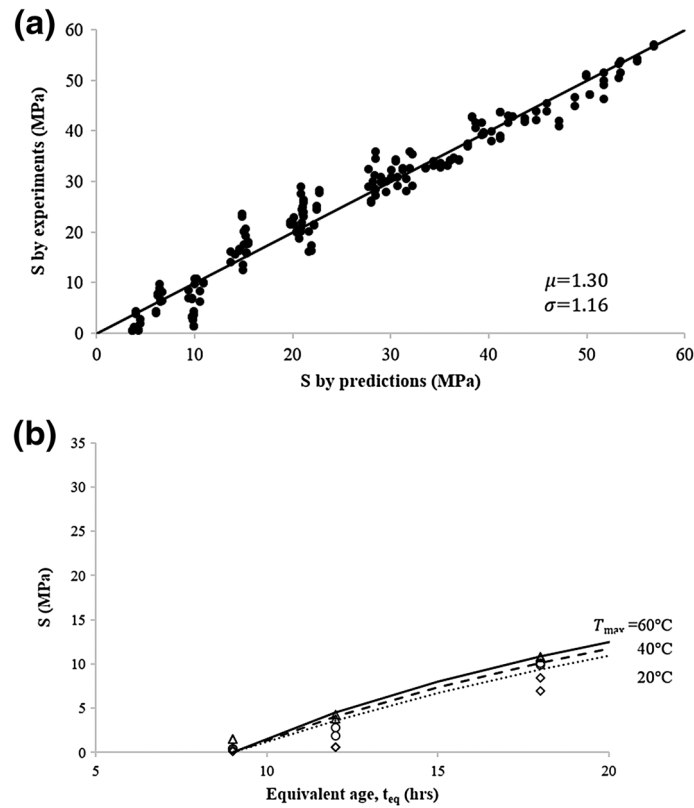 (a)
60
50
40
30
20
10
0
S by experiments (MPa)
μ=1.30
σ=1.16
0 10 20 30 40 50 60
S by predictions (MPa)
(b)
35
30
25
20
15
10
5
0
S (MPa)
Tmax =60°C
40°C
20°C
5 10 15 20
Equivalent age, teq (hrs)